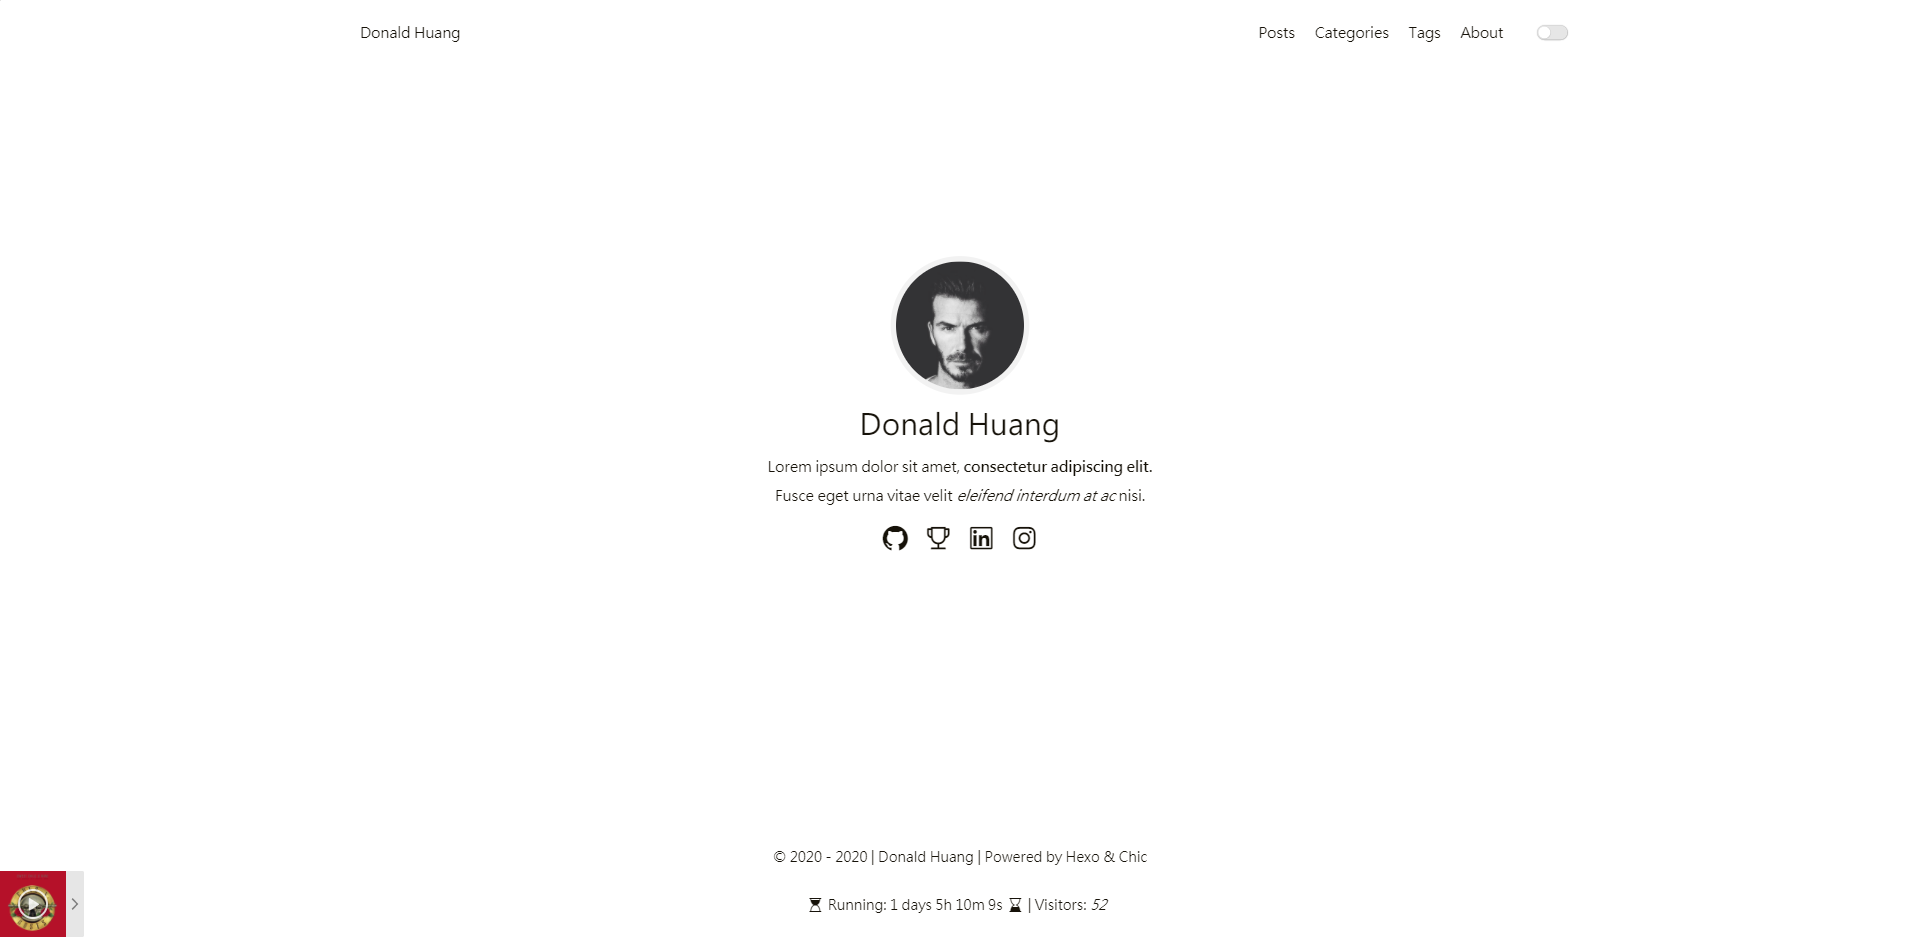 Donald Huang
Posts Categories Tags About
Donald Huang
Lorem ipsum dolor sit amet, consectetur adipiscing elit.
Fusce eget urna vitae velit eleifend interdum at ac nisi.
in
© 2020 - 2020 | Donald Huang | Powered by Hexo & Chic
Running: 1 days 5h 10m 9s | Visitors: 52